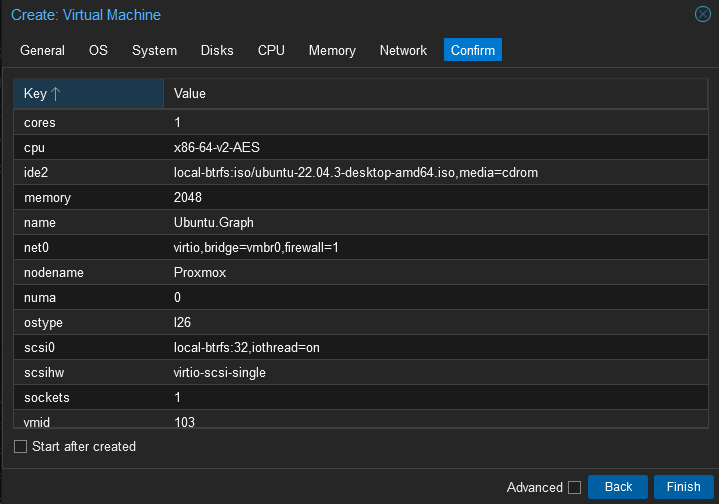 Create: Virtual Machine
General OS System Disks CPU Memory Network Confirm
Key Value
cores 1
cpu x86-64-v2-AES
ide2 local-btrfs:iso/ubuntu-22.04.3-desktop-amd64.iso,media=cdrom
memory 2048
name Ubuntu.Graph
net0 virtio,bridge=vmbr0,firewall=1
nodename Proxmox
numa 0
ostype l26
scsi0 local-btrfs:32,iothread=on
scsihw virtio-scsi-single
sockets 1
vmid 103
Start after created
Advanced Back Finish